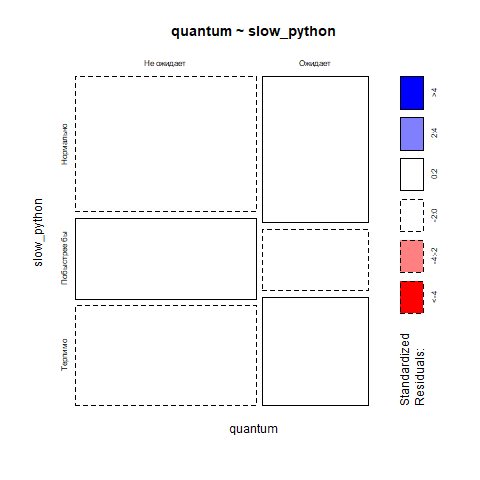 quantum ~ slow_python
Не ожидает
Ожидает
Нормально
Побыстрее бы
Терпимо
slow_python
quantum
>4
2:4
0:2
-2:0
-4:-2
<-4
Standardized
Residuals: